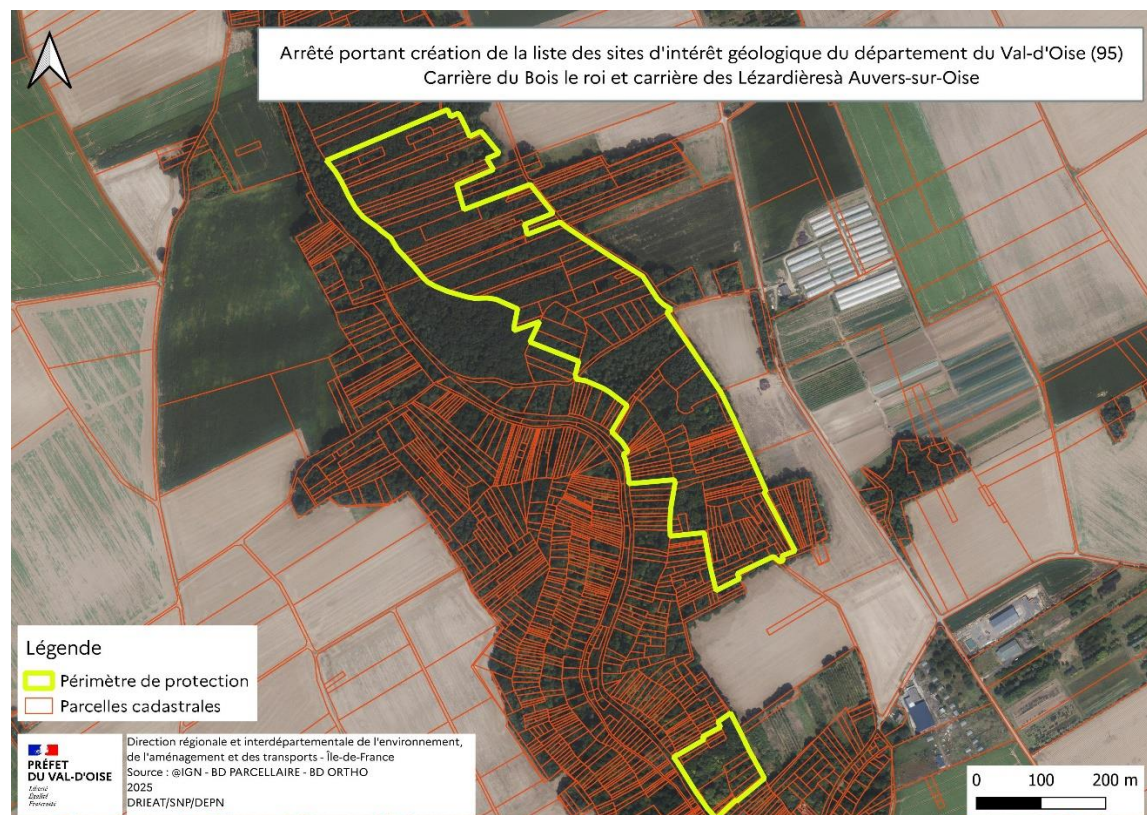 Arrêté portant création de la liste des sites d'intérêt géologique du département du Val-d'Oise (95)
Carrière du Bois le roi et carrière des Lézardièresà Auvers-sur-Oise
Légende
Périmètre de protection
Parcelles cadastrales
PRÉFET
DU VAL-D'OISE
Liberté
Égalité
Fraternité
Direction régionale et interdépartementale de l'environnement,
de l'aménagement et des transports - Île-de-France
Source : @IGN - BD PARCELLAIRE - BD ORTHO
2025
DRIEAT/SNP/DEPN
0 100 200 m